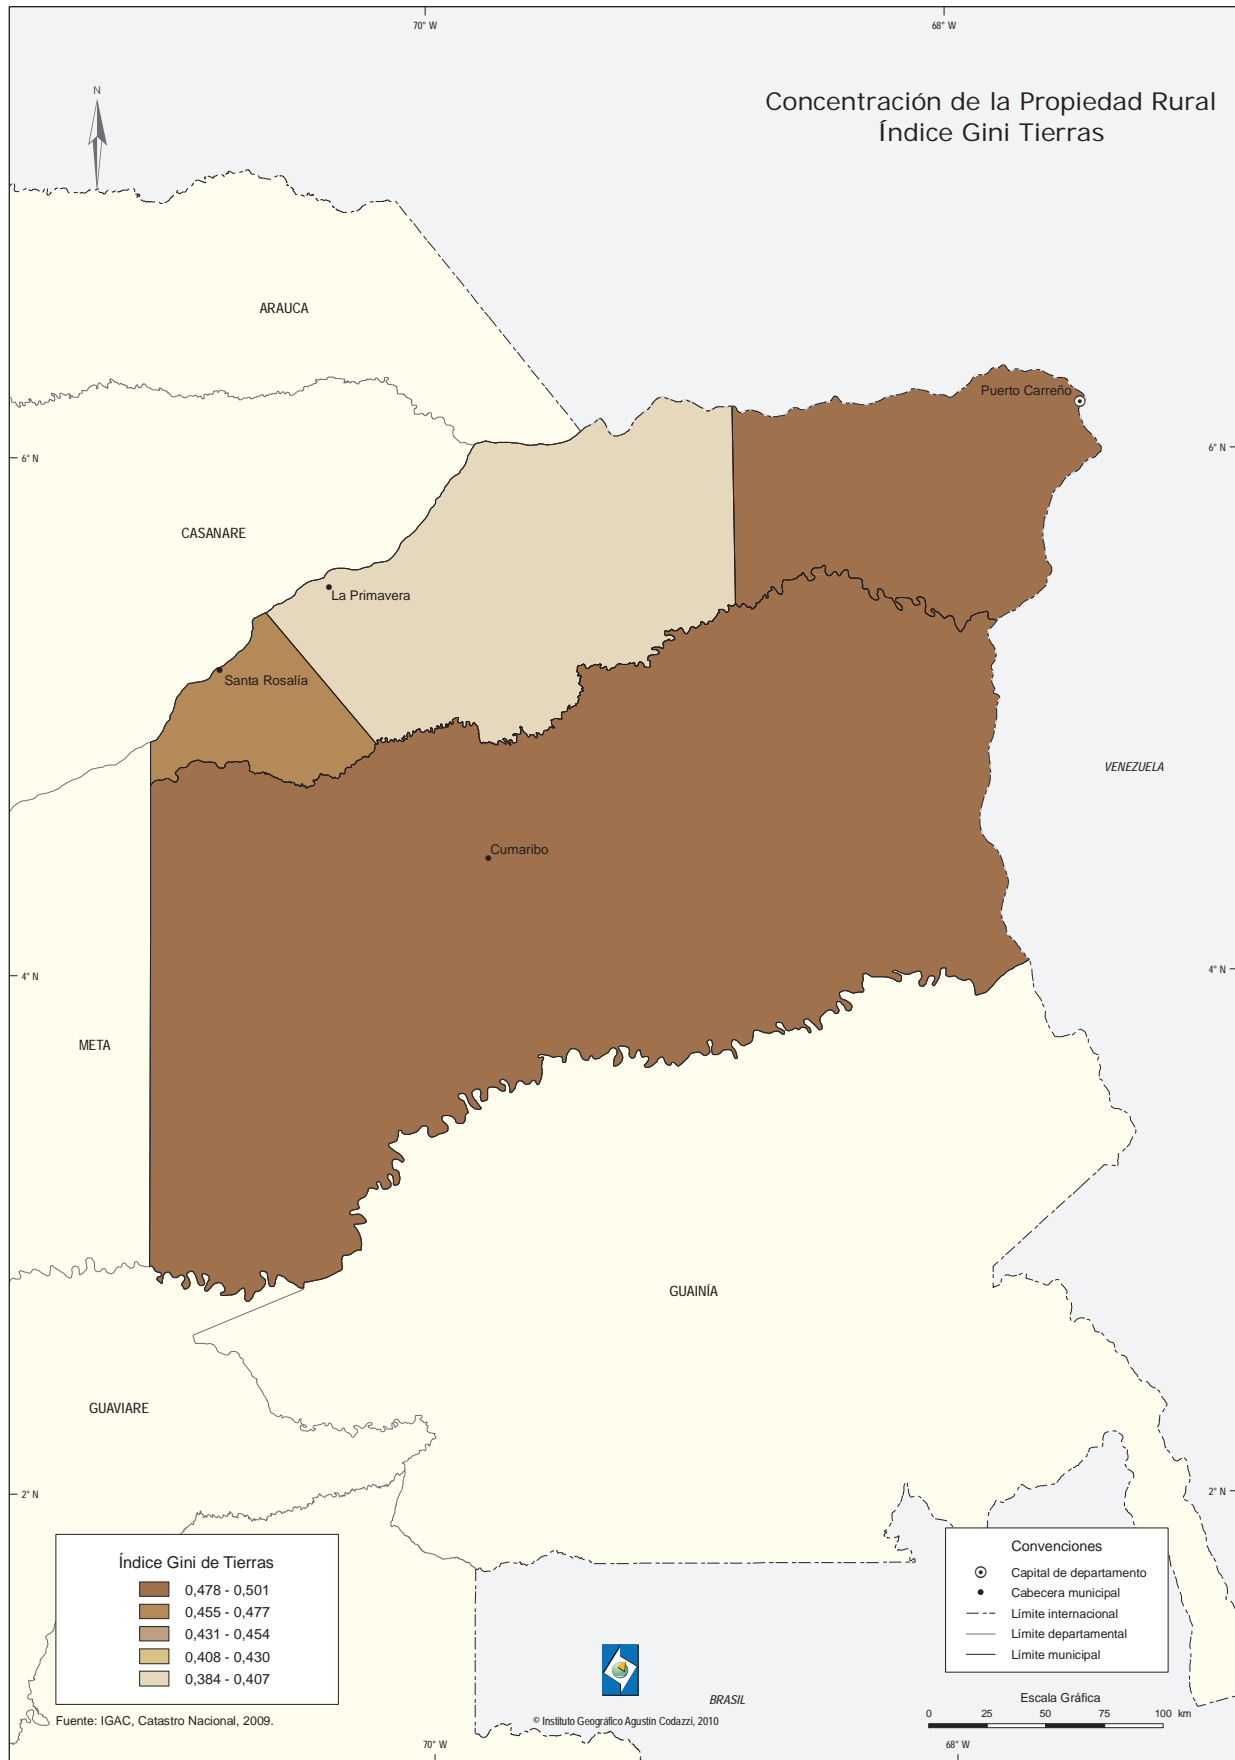 70° W
68° W
N
Concentración de la Propiedad Rural
Índice Gini Tierras
ARAUCA
Puerto Carreño
6° N
6° N
CASANARE
La Primavera
Santa Rosalía
VENEZUELA
Cumaribo
4° N
4° N
META
GUAINÍA
GUAVIARE
2° N
2° N
Índice Gini de Tierras
0,478 - 0,501
0,455 - 0,477
0,431 - 0,454
0,408 - 0,430
0,384 - 0,407
Fuente: IGAC, Catastro Nacional, 2009.
Convenciones
Capital de departamento
Cabecera municipal
Límite internacional
Límite departamental
Límite municipal
BRASIL
© Instituto Geográfico Agustín Codazzi, 2010
Escala Gráfica
0 25 50 75 100 km
70° W
68° W